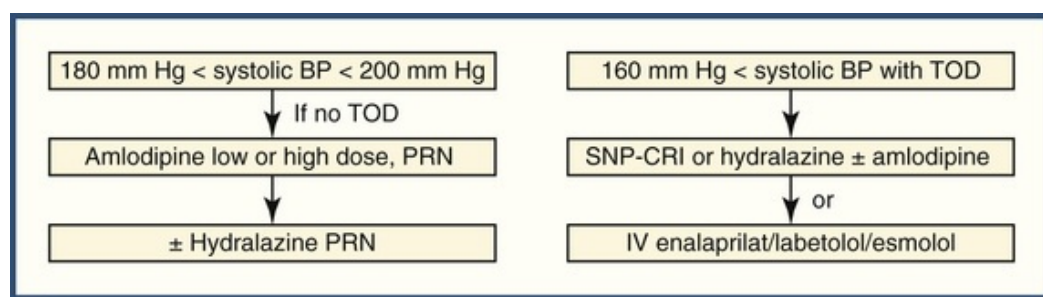 180 mm Hg < systolic BP < 200 mm Hg
If no TOD
Amlodipine low or high dose, PRN
± Hydralazine PRN
160 mm Hg < systolic BP with TOD
SNP-CRI or hydralazine ± amlodipine
or
IV enalaprilat/labetolol/esmolol